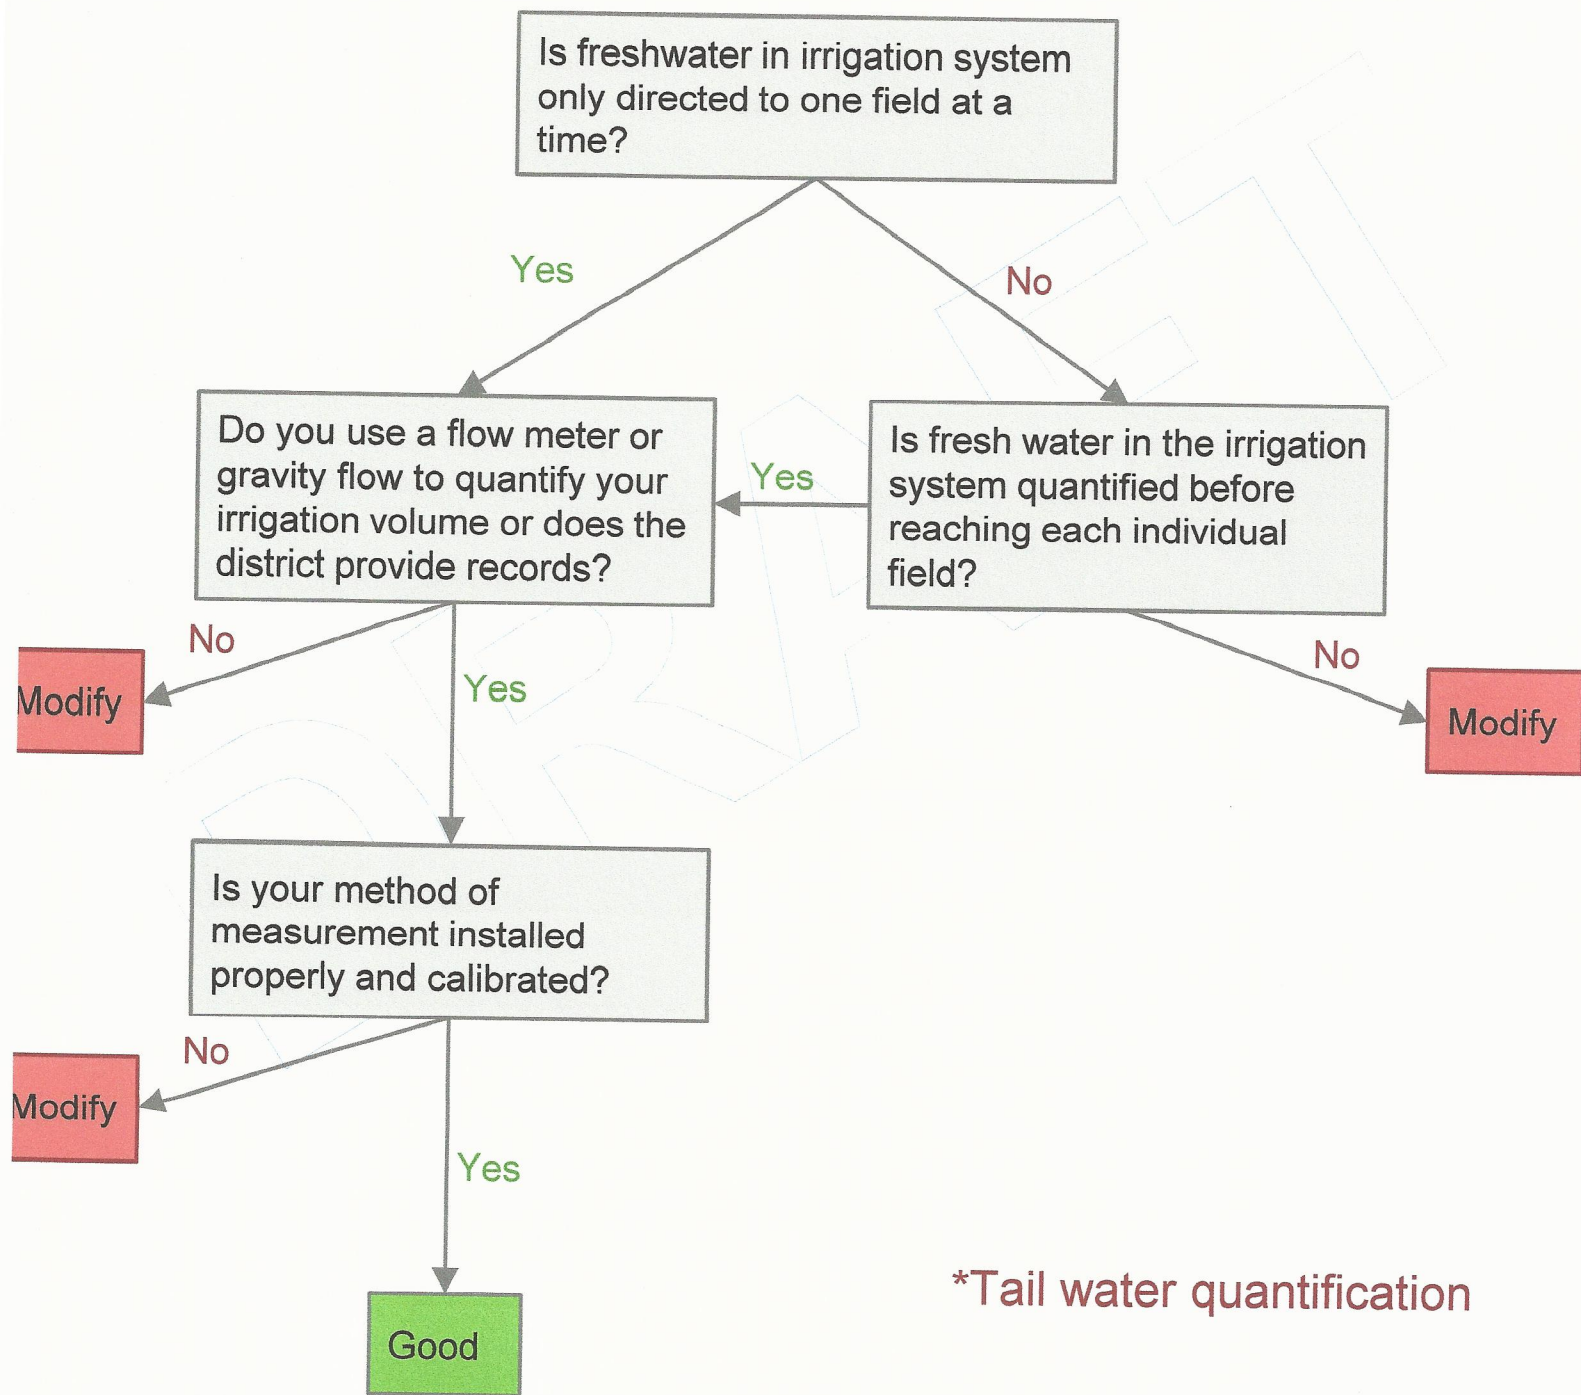 Is freshwater in irrigation system
only directed to one field at a
time?
Yes
No
Do you use a flow meter or
gravity flow to quantify your
irrigation volume or does the
district provide records?
Yes
Is fresh water in the irrigation
system quantified before
reaching each individual
field?
No
Modify
Yes
No
Modify
Is your method of
measurement installed
properly and calibrated?
No
Modify
Yes
Good
*Tail water quantification
DRAFT